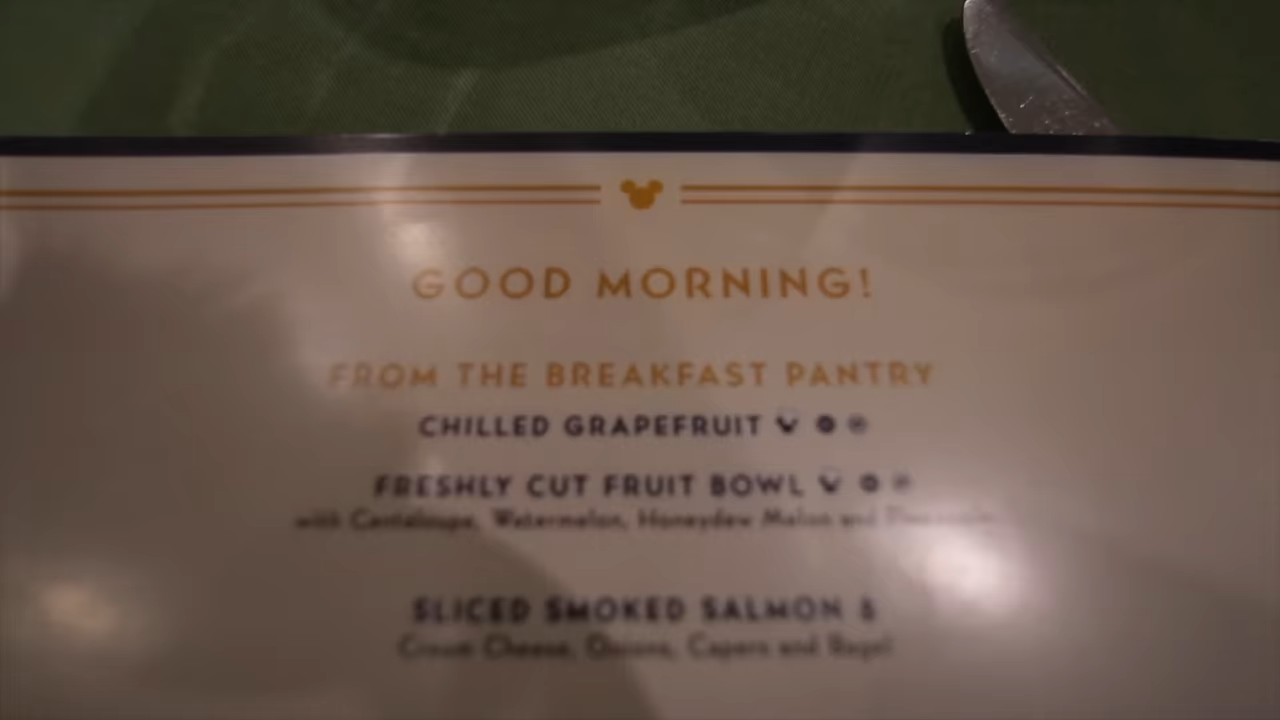 GOOD MORNING!
FROM THE BREAKFAST PANTRY
CHILLED GRAPEFRUIT
FRESHLY CUT FRUIT BOWL
with Cantaloupe, Watermelon, Honeydew Melon and Pineapple
SLICED SMOKED SALMON
Cream Cheese, Onions, Capers and Bagel